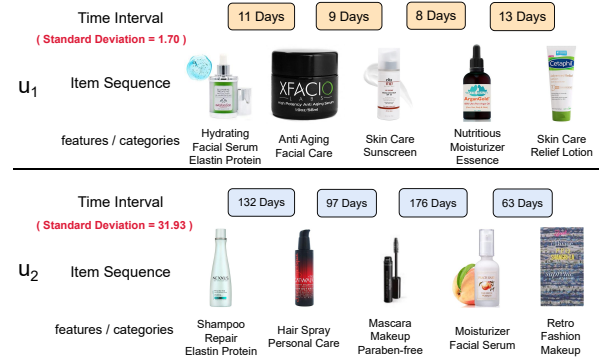 Time Interval
11 Days
9 Days
8 Days
13 Days
( Standard Deviation = 1.70 )
u1
Item Sequence
XFACIO
LABS
Cetaphil
ArganGold
features / categories
Hydrating
Facial Serum
Elastin Protein
Anti Aging
Facial Care
Skin Care
Sunscreen
Nutritious
Moisturizer
Essence
Skin Care
Relief Lotion
Time Interval
132 Days
97 Days
176 Days
63 Days
( Standard Deviation = 31.93 )
u2
Item Sequence
features / categories
Shampoo
Repair
Elastin Protein
Hair Spray
Personal Care
Mascara
Makeup
Paraben-free
Moisturizer
Facial Serum
Retro
Fashion
Makeup